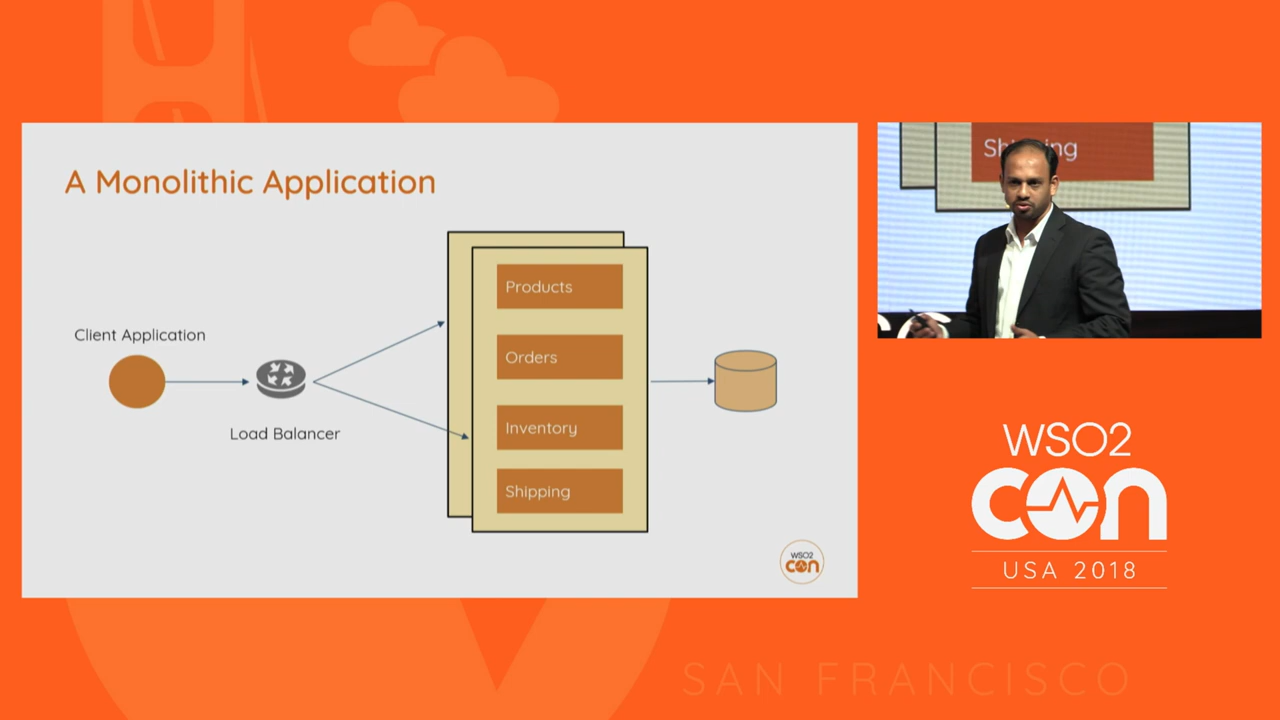 A Monolithic Application
Client Application
Load Balancer
Products
Orders
Inventory
Shipping
WSO2
con
Shipping
WSO2
con
USA 2018
SAN FRANCISCO